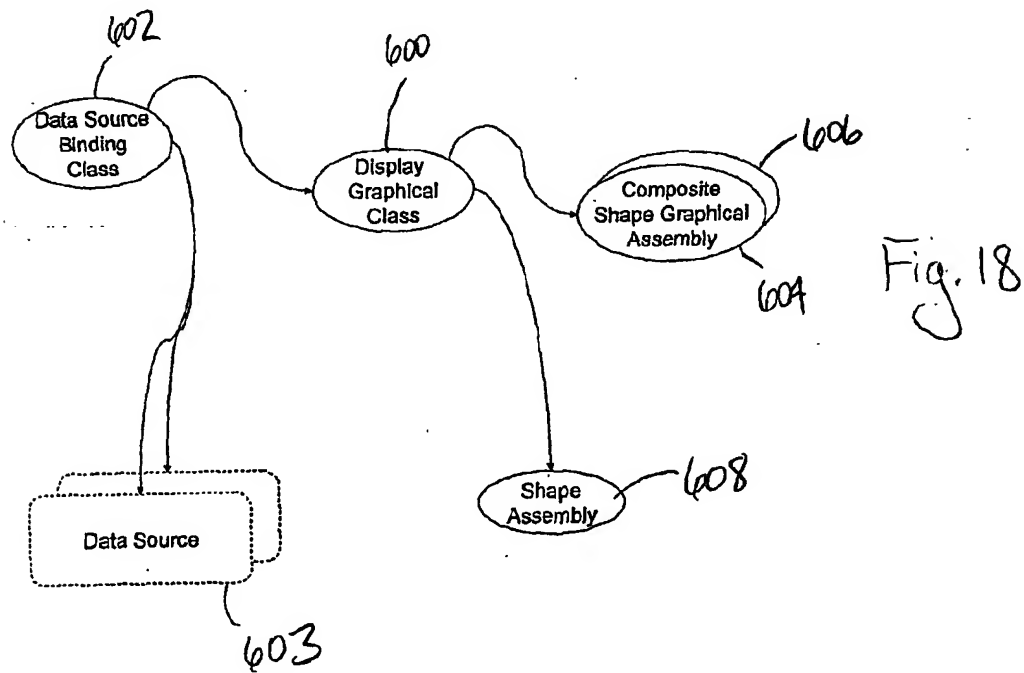 602
600
Data Source
Binding
Class
Display
Graphical
Class
606
Composite
Shape Graphical
Assembly
604
Fig. 18
Shape
Assembly
608
Data Source
603